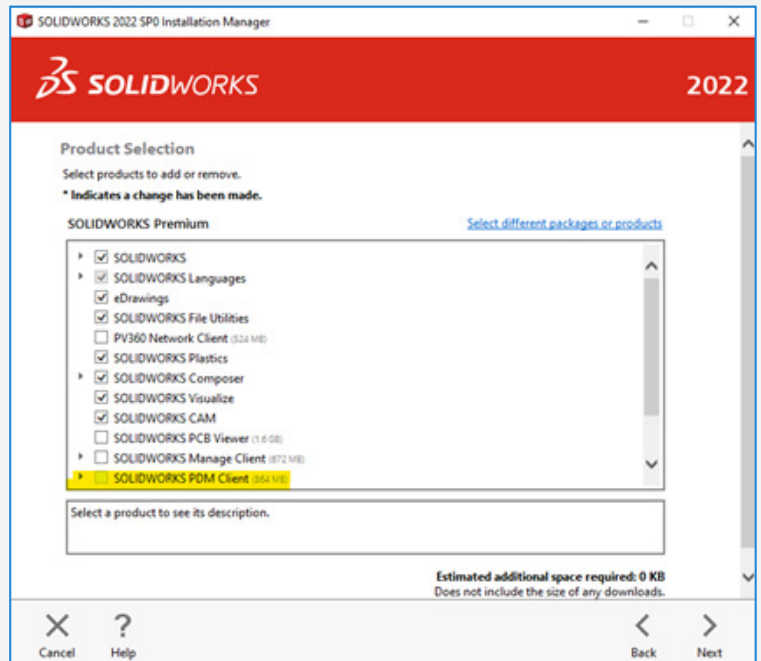 SOLIDWORKS 2022 SP0 Installation Manager
SOLIDWORKS
2022
Product Selection
Select products to add or remove.
* Indicates a change has been made.
SOLIDWORKS Premium
Select different packages or products
SOLIDWORKS
SOLIDWORKS Languages
eDrawings
SOLIDWORKS File Utilities
PV360 Network Client (524 MB)
SOLIDWORKS Plastics
SOLIDWORKS Composer
SOLIDWORKS Visualize
SOLIDWORKS CAM
SOLIDWORKS PCB Viewer (1.6 GB)
SOLIDWORKS Manage Client (672 MB)
SOLIDWORKS PDM Client (864 MB)
Select a product to see its description.
Estimated additional space required: 0 KB
Does not include the size of any downloads.
Cancel
Help
Back
Next